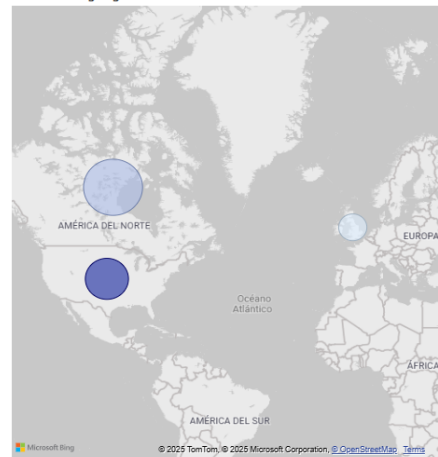 AMÉRICA DEL NORTE
EUROPA
Océano
Atlántico
ÁFRICA
AMÉRICA DEL SUR
Microsoft Bing
© 2025 TomTom, © 2025 Microsoft Corporation, © OpenStreetMap Terms